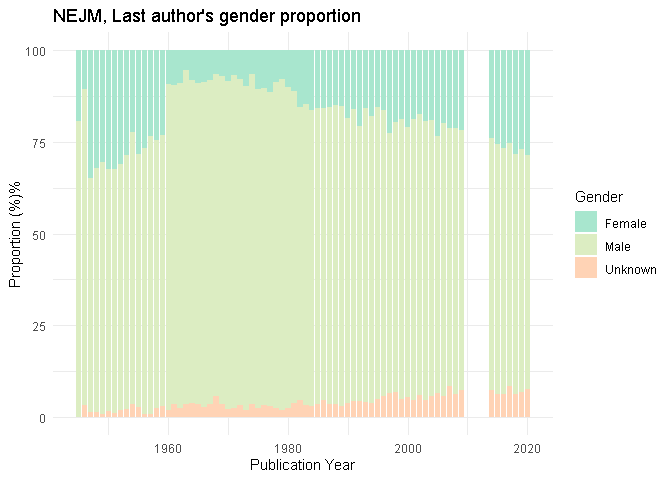 NEJM, Last author's gender proportion
100
75
50
25
0
Proportion (%)%
1960
1980
2000
2020
Publication Year
Gender
Female
Male
Unknown